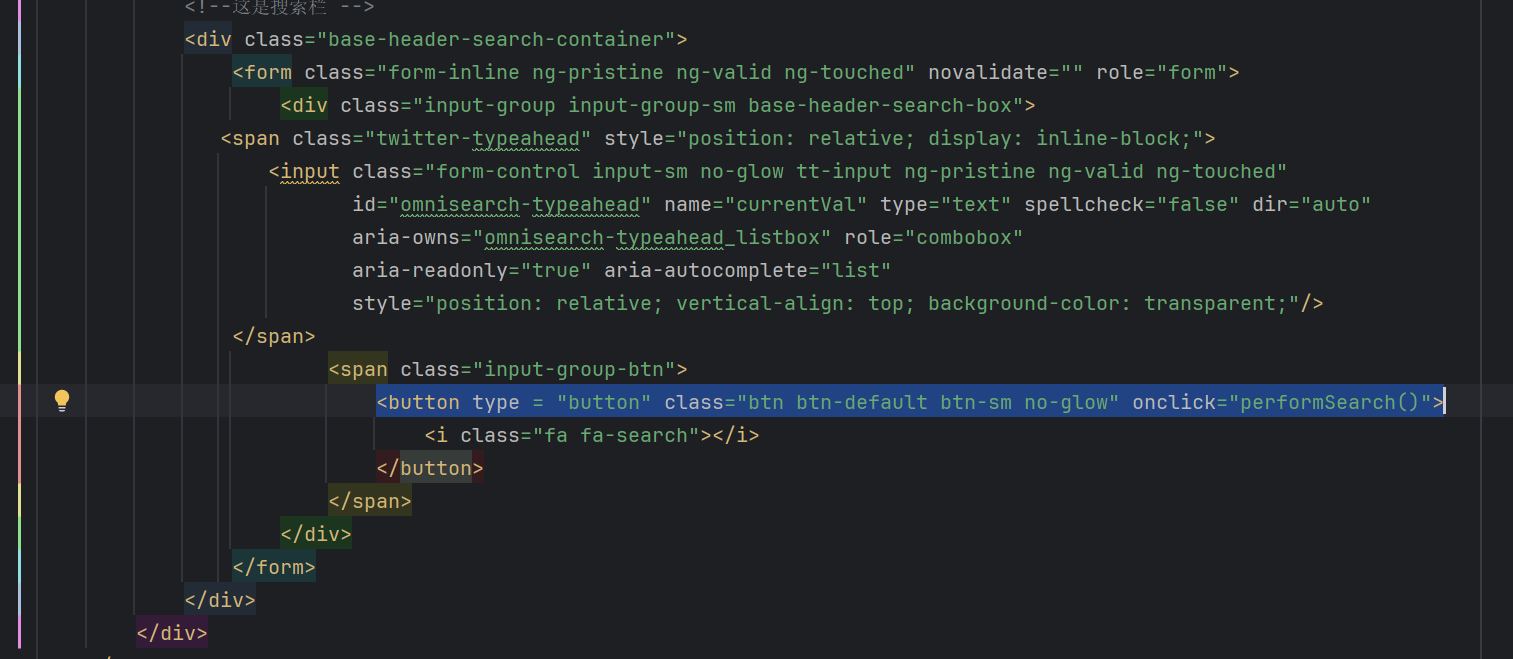 <!--这是搜索栏 -->
<div class="base-header-search-container">
<form class="form-inline ng-pristine ng-valid ng-touched" novalidate="" role="form">
<div class="input-group input-group-sm base-header-search-box">
<span class="twitter-typeahead" style="position: relative; display: inline-block;">
<input class="form-control input-sm no-glow tt-input ng-pristine ng-valid ng-touched"
id="omnisearch-typeahead" name="currentVal" type="text" spellcheck="false" dir="auto"
aria-owns="omnisearch-typeahead_listbox" role="combobox"
aria-readonly="true" aria-autocomplete="list"
style="position: relative; vertical-align: top; background-color: transparent;"/>
</span>
<span class="input-group-btn">
<button type = "button" class="btn btn-default btn-sm no-glow" onclick="performSearch()">
<i class="fa fa-search"></i>
</button>
</span>
</div>
</form>
</div>
</div>